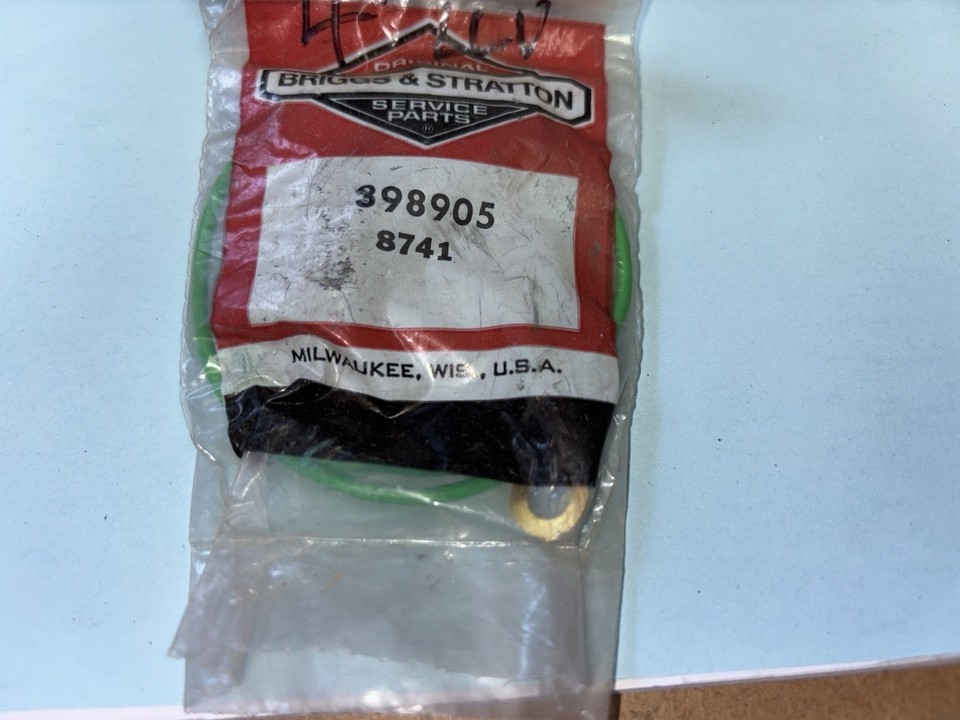 ORIGINAL
BRIGGS & STRATTON
SERVICE
PARTS
®
398905
8741
MILWAUKEE, WIS., U.S.A.